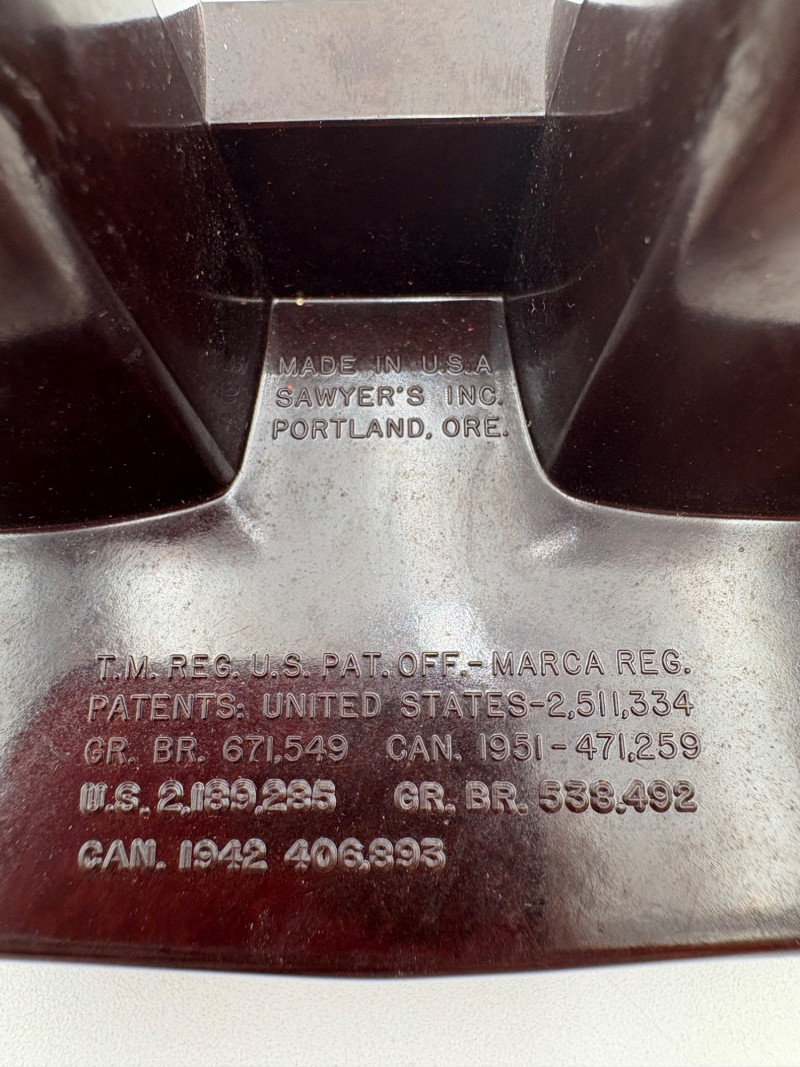 MADE IN U.S.A
SAWYER'S INC.
PORTLAND, ORE.
T.M. REG. U.S. PAT. OFF.-MARCA REG.
PATENTS: UNITED STATES-2,511,334
GR. BR. 671,549 CAN. 1951-471,259
U.S. 2,189,285 GR. BR. 538,492
CAN. 1942 406,893